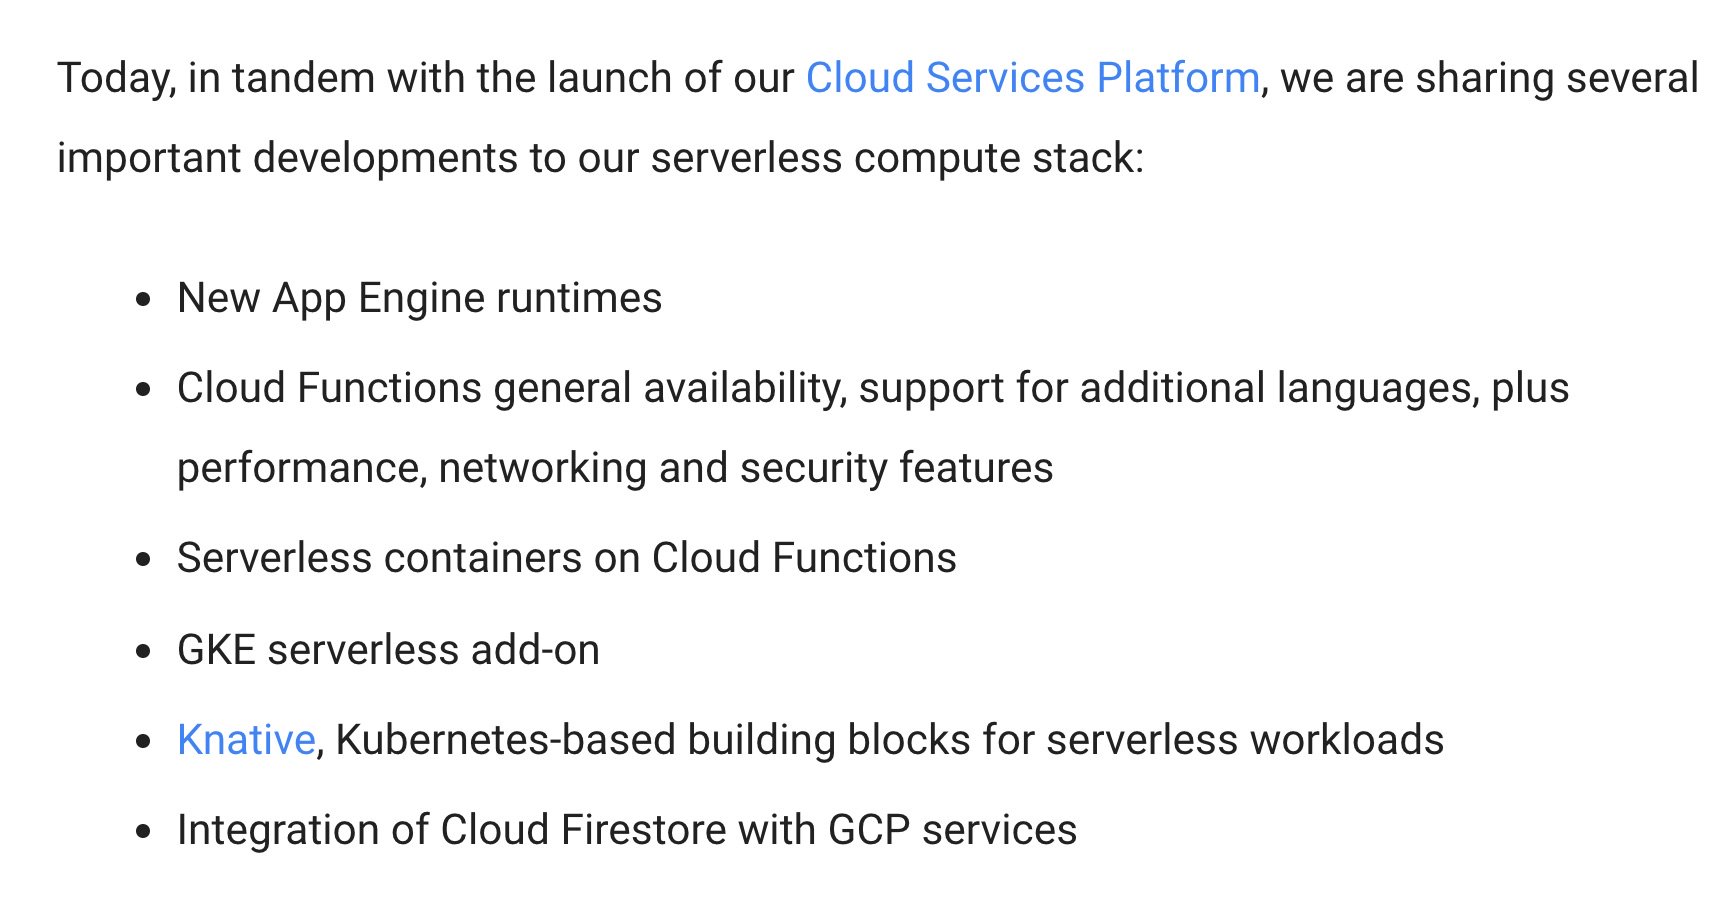 Today, in tandem with the launch of our Cloud Services Platform, we are sharing several
important developments to our serverless compute stack:
• New App Engine runtimes
• Cloud Functions general availability, support for additional languages, plus
performance, networking and security features
• Serverless containers on Cloud Functions
• GKE serverless add-on
• Knative, Kubernetes-based building blocks for serverless workloads
• Integration of Cloud Firestore with GCP services